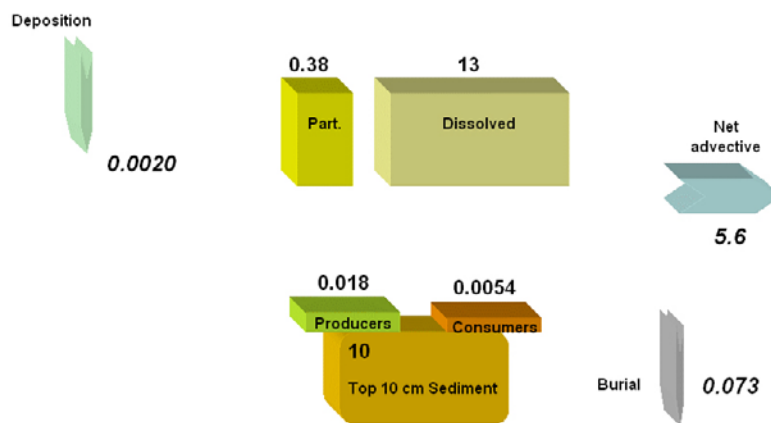 Deposition
0.0020
0.38
13
Part.
Dissolved
Net
advective
5.6
0.018
0.0054
Producers
Consumers
10
Top 10 cm Sediment
Burial
0.073